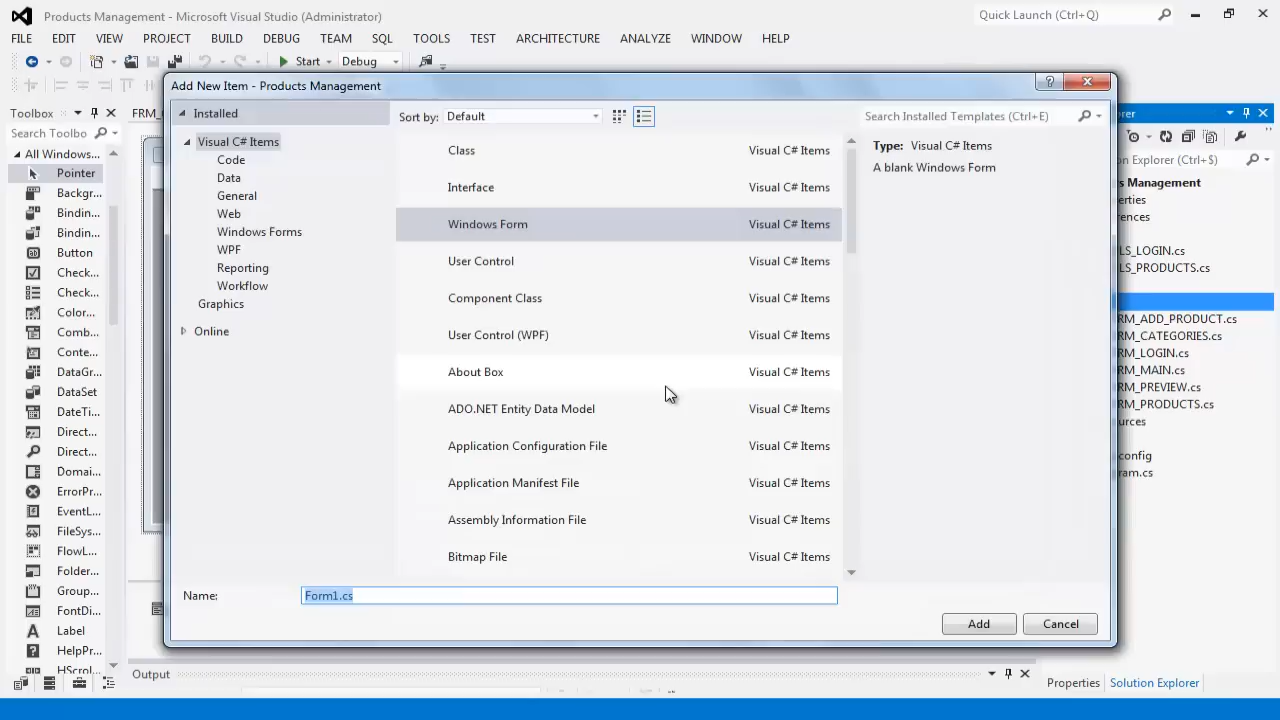 Products Management - Microsoft Visual Studio (Administrator)
Quick Launch (Ctrl+Q)
FILE EDIT VIEW PROJECT BUILD DEBUG TEAM SQL TOOLS TEST ARCHITECTURE ANALYZE WINDOW HELP
Start Debug
Add New Item - Products Management
Toolbox
Search Toolbo
All Windows...
Pointer
Backgr...
Bindin...
Bindin...
Button
Check...
Check...
Color...
Comb...
Conte...
DataGr...
DataSet
DateTi...
Direct...
Direct...
Domai...
ErrorPr...
EventL...
FileSys...
FlowL...
Folder...
Group...
FontDi...
Label
HelpPr...
HScrol...
FRM_
Installed
Visual C# Items
Code
Data
General
Web
Windows Forms
WPF
Reporting
Workflow
Graphics
Online
Sort by: Default
Search Installed Templates (Ctrl+E)
Class Visual C# Items
Interface Visual C# Items
Windows Form Visual C# Items
User Control Visual C# Items
Component Class Visual C# Items
User Control (WPF) Visual C# Items
About Box Visual C# Items
ADO.NET Entity Data Model Visual C# Items
Application Configuration File Visual C# Items
Application Manifest File Visual C# Items
Assembly Information File Visual C# Items
Bitmap File Visual C# Items
Type: Visual C# Items
A blank Windows Form
Name: Form1.cs
Add Cancel
orer
on Explorer (Ctrl+$)
s Management
erties
ences
LS_LOGIN.cs
LS_PRODUCTS.cs
RM_ADD_PRODUCT.cs
RM_CATEGORIES.cs
RM_LOGIN.cs
RM_MAIN.cs
RM_PREVIEW.cs
RM_PRODUCTS.cs
urces
config
ram.cs
Output
Properties Solution Explorer